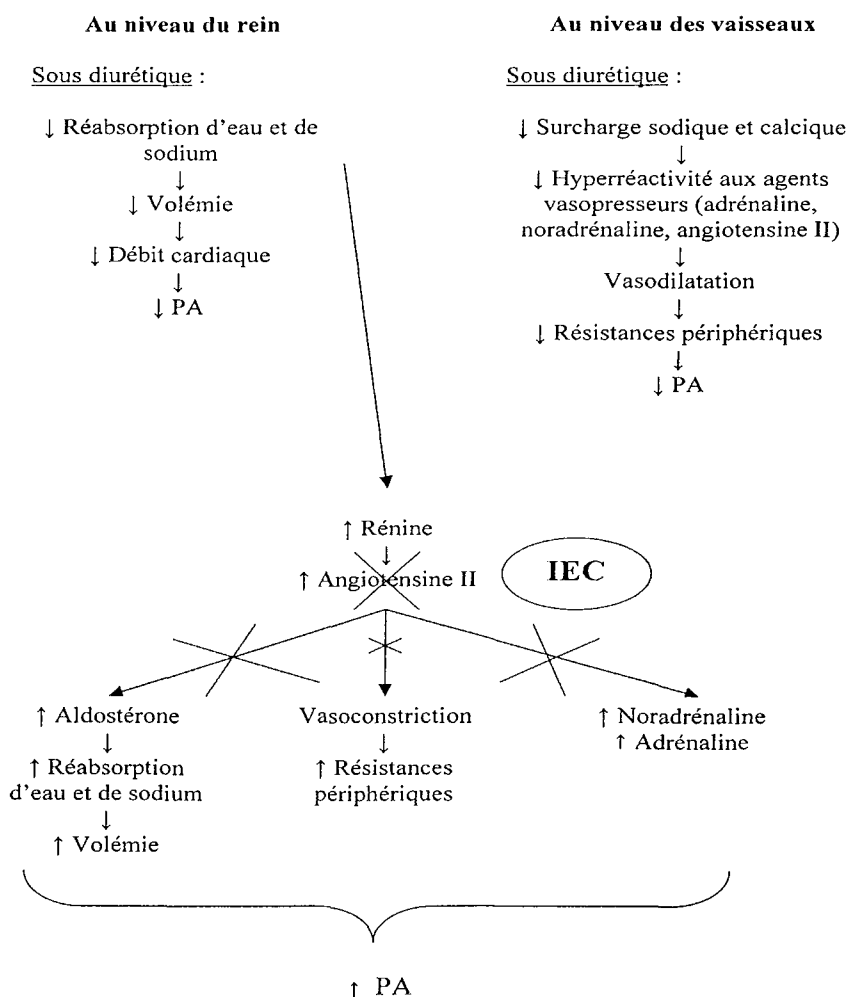 Au niveau du rein
Sous diurétique :
↓ Réabsorption d'eau et de
sodium
↓
↓ Volémie
↓
↓ Débit cardiaque
↓
↓ PA
Au niveau des vaisseaux
Sous diurétique :
↓ Surcharge sodique et calcique
↓
↓ Hyperréactivité aux agents
vasopresseurs (adrénaline,
noradrénaline, angiotensine II)
↓
Vasodilatation
↓
↓ Résistances périphériques
↓
↓ PA
↑ Rénine
↓
↑ Angiotensine II
IEC
↑ Aldostérone
↓
↑ Réabsorption
d'eau et de sodium
↓
↑ Volémie
Vasoconstriction
↓
↑ Résistances
périphériques
↑ Noradrénaline
↑ Adrénaline
↑ PA